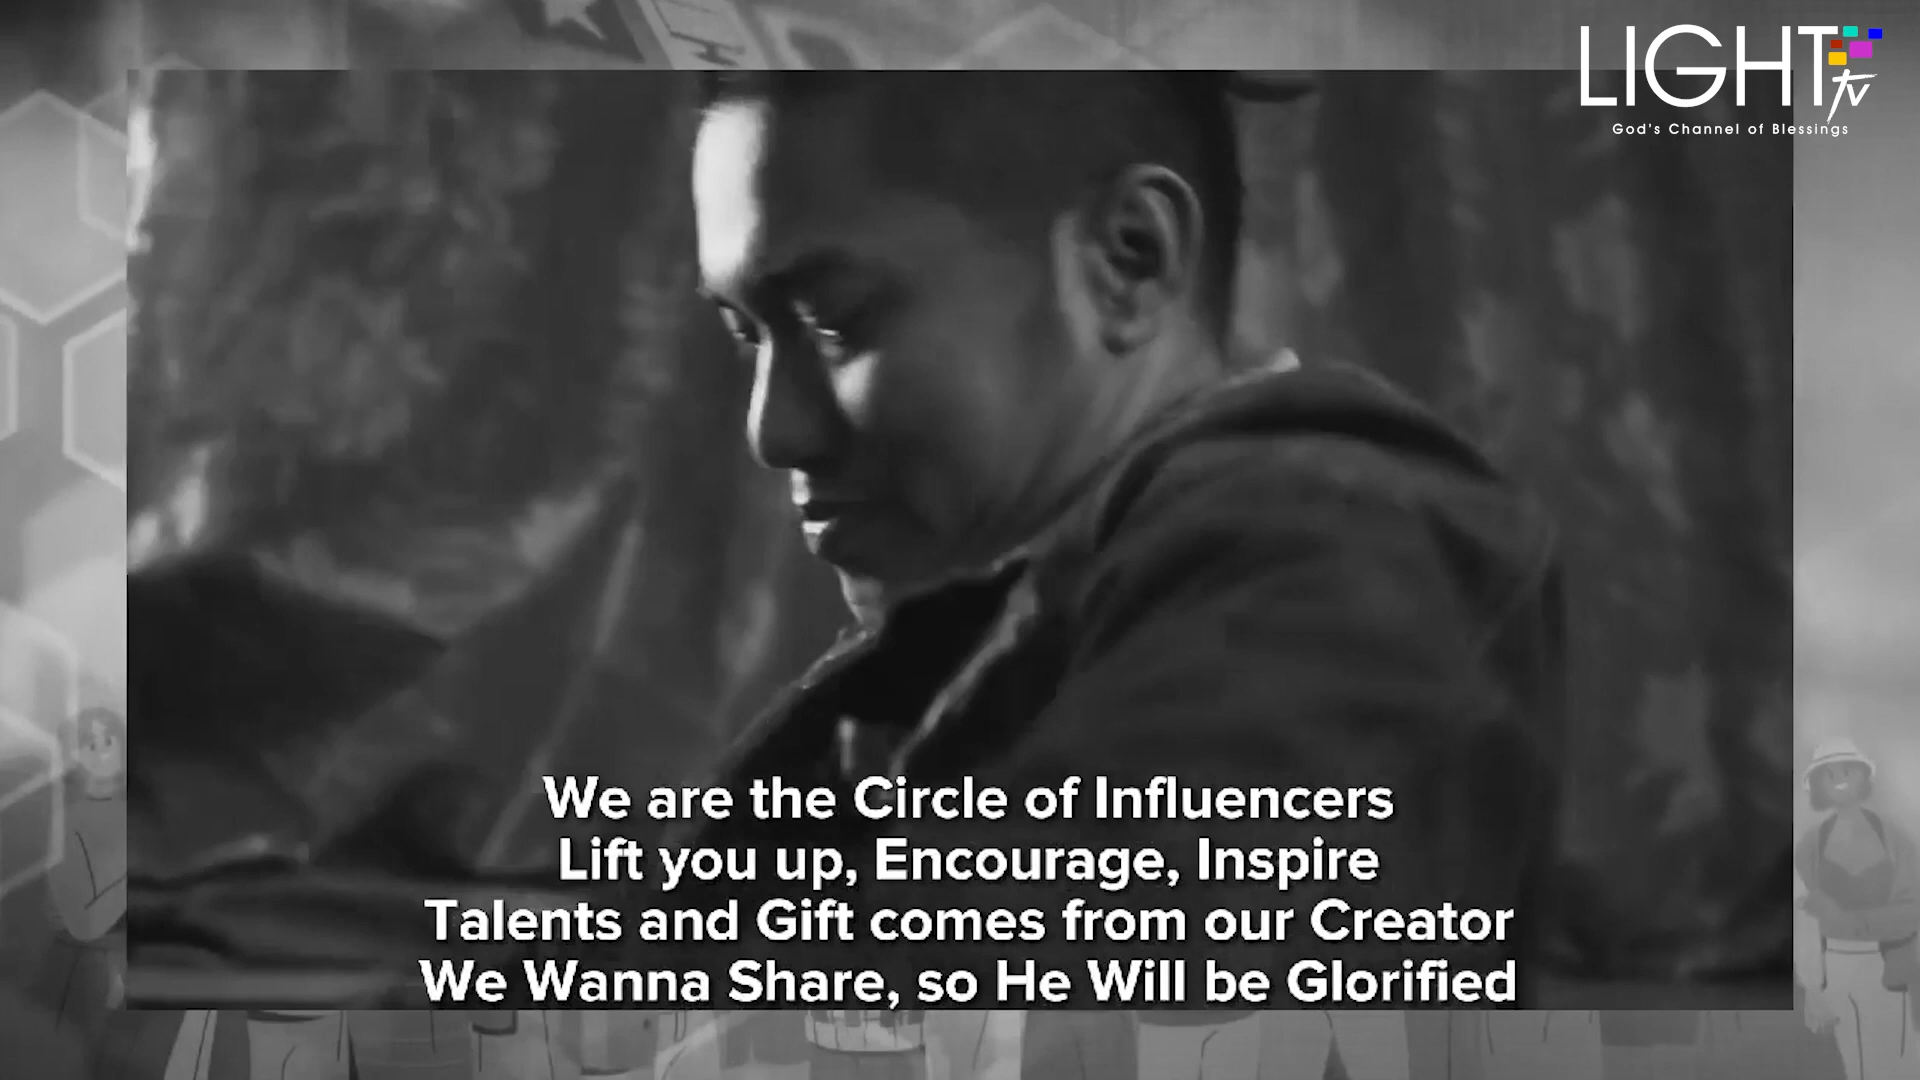 LIGHT
TV
God's Channel of Blessings
We are the Circle of Influencers
Lift you up, Encourage, Inspire
Talents and Gift comes from our Creator
We Wanna Share, so He Will be Glorified